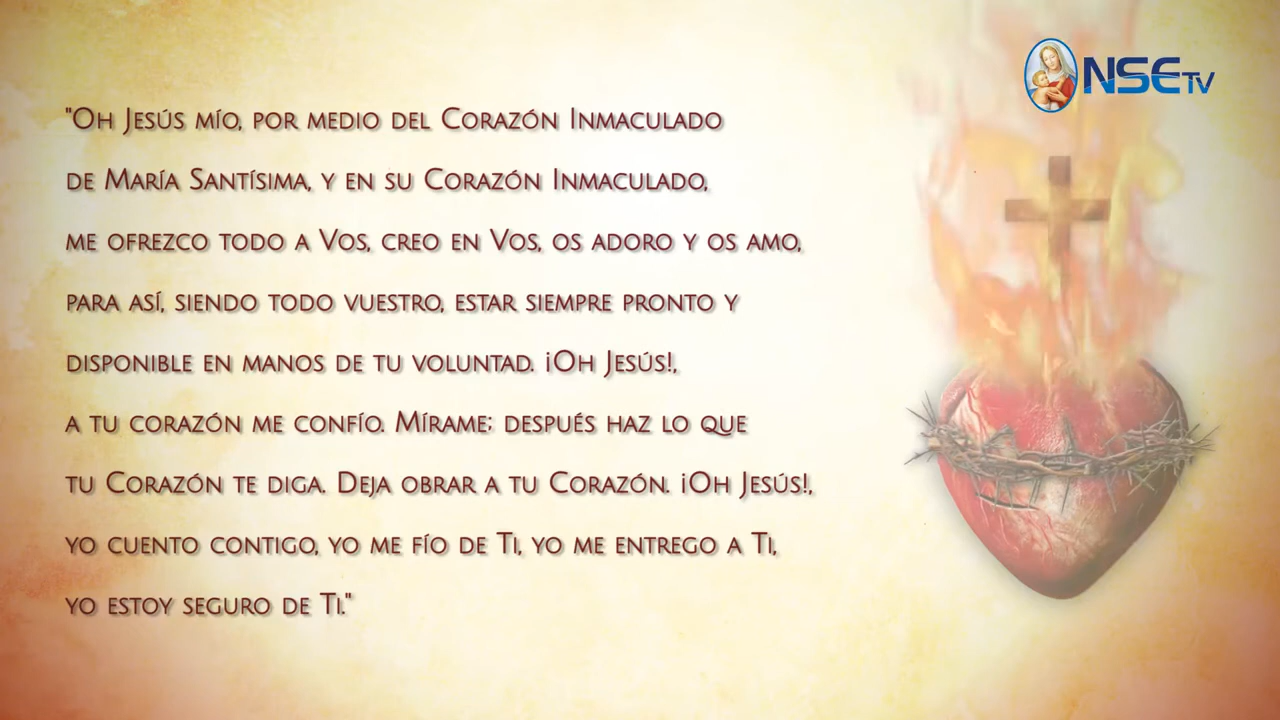 "Oh Jesús mío, por medio del Corazón Inmaculado
de María Santísima, y en su Corazón Inmaculado,
me ofrezco todo a Vos, creo en Vos, os adoro y os amo,
para así, siendo todo vuestro, estar siempre pronto y
disponible en manos de tu voluntad. ¡Oh Jesús!,
a tu corazón me confío. Mírame; después haz lo que
tu Corazón te diga. Deja obrar a tu Corazón. ¡Oh Jesús!,
yo cuento contigo, yo me fío de Ti, yo me entrego a Ti,
yo estoy seguro de Ti."
NSETV